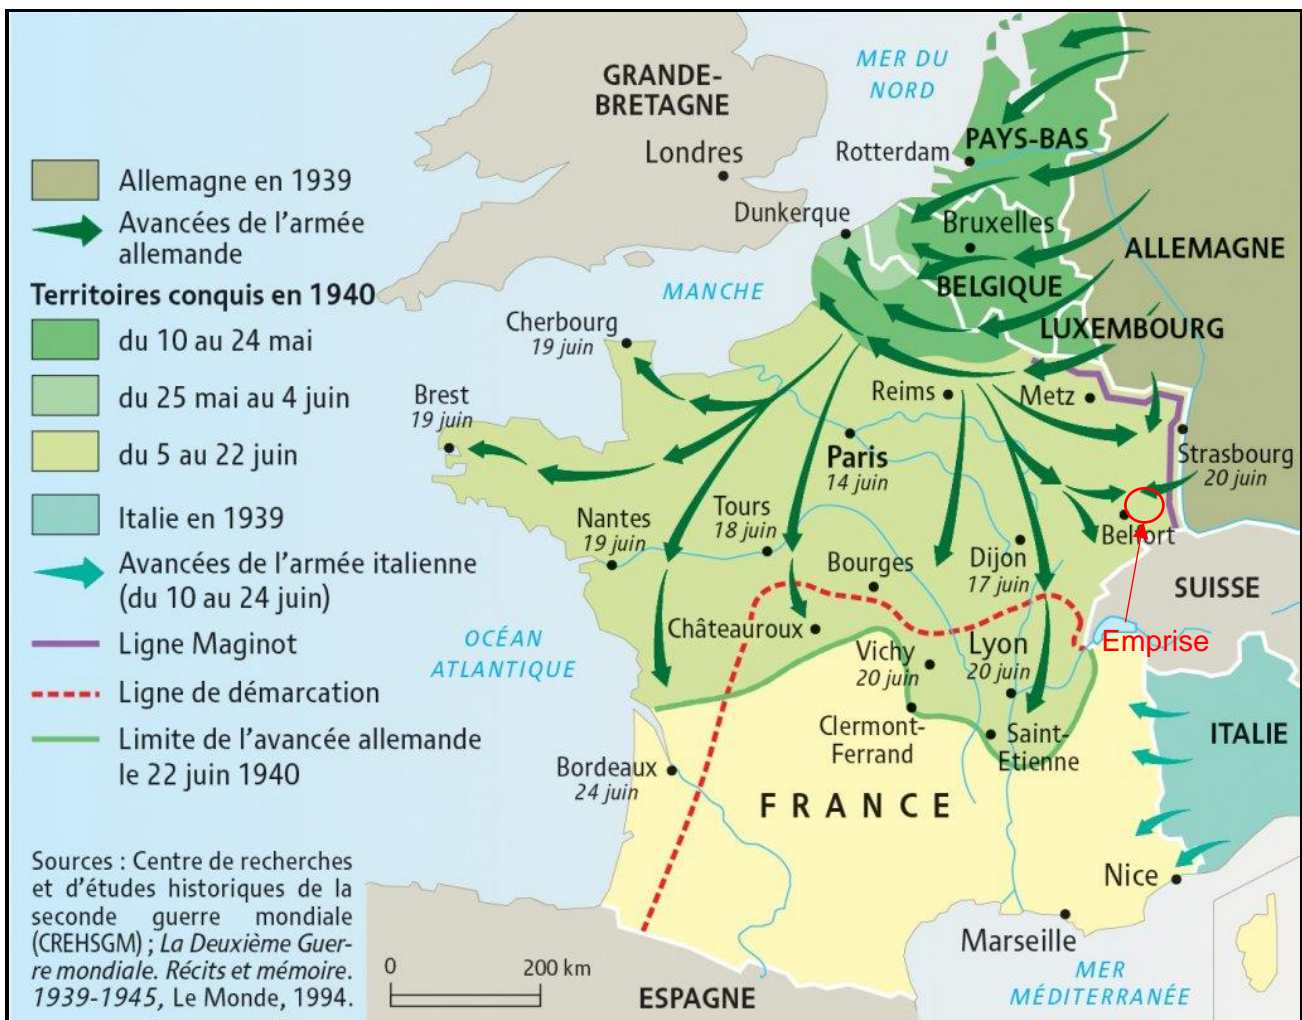 Allemagne en 1939
Avancées de l'armée
allemande
Territoires conquis en 1940
du 10 au 24 mai
du 25 mai au 4 juin
du 5 au 22 juin
Italie en 1939
Avancées de l'armée italienne
(du 10 au 24 juin)
Ligne Maginot
Ligne de démarcation
Limite de l'avancée allemande
le 22 juin 1940
Sources : Centre de recherches
et d'études historiques de la
seconde guerre mondiale
(CREHSGM) ; La Deuxième Guer-
re mondiale. Récits et mémoire.
1939-1945, Le Monde, 1994.
GRANDE-
BRETAGNE
Londres
MER DU
NORD
PAYS-BAS
Rotterdam
Dunkerque
Bruxelles
BELGIQUE
ALLEMAGNE
LUXEMBOURG
MANCHE
Cherbourg
19 juin
Brest
19 juin
Reims
Metz
Strasbourg
20 juin
Paris
14 juin
Nantes
19 juin
Tours
18 juin
Bourges
Dijon
17 juin
Belfort
SUISSE
Emprise
OCÉAN
ATLANTIQUE
Châteauroux
Vichy
20 juin
Lyon
20 juin
Clermont-
Ferrand
Saint-
Etienne
ITALIE
Bordeaux
24 juin
FRANCE
Nice
Marseille
MER
MÉDITERRANÉE
0
200 km
ESPAGNE